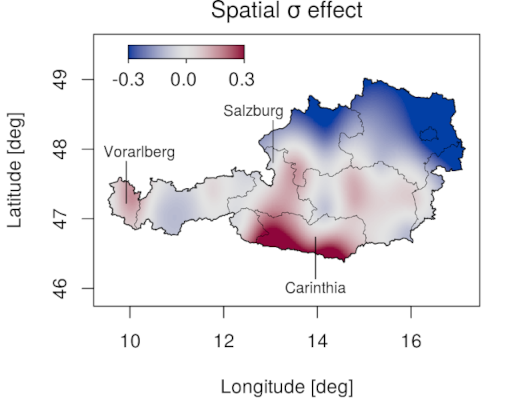 Spatial σ effect
-0.3 0.0 0.3
Salzburg
Vorarlberg
Carinthia
Latitude [deg]
49
48
47
46
10 12 14 16
Longitude [deg]